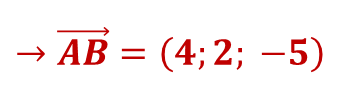 → $\overrightarrow{AB}$ = (4; 2; −5)